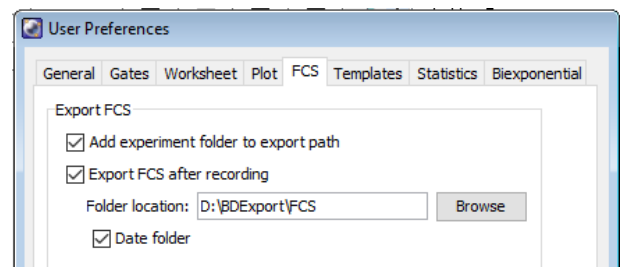 User Preferences
General Gates Worksheet Plot FCS Templates Statistics Biexponential
Export FCS
Add experiment folder to export path
Export FCS after recording
Folder location: D:\BDExport\FCS Browse
Date folder